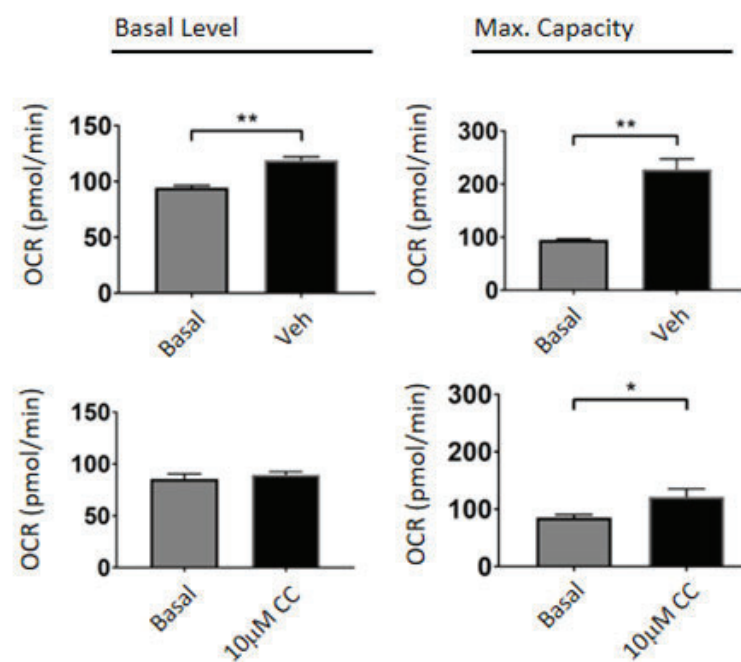 Basal Level
Max. Capacity
OCR (pmol/min)
150
100
50
0
**
Basal
Veh
OCR (pmol/min)
300
200
100
0
**
Basal
Veh
OCR (pmol/min)
150
100
50
0
Basal
10µM CC
OCR (pmol/min)
300
200
100
0
*
Basal
10µM CC